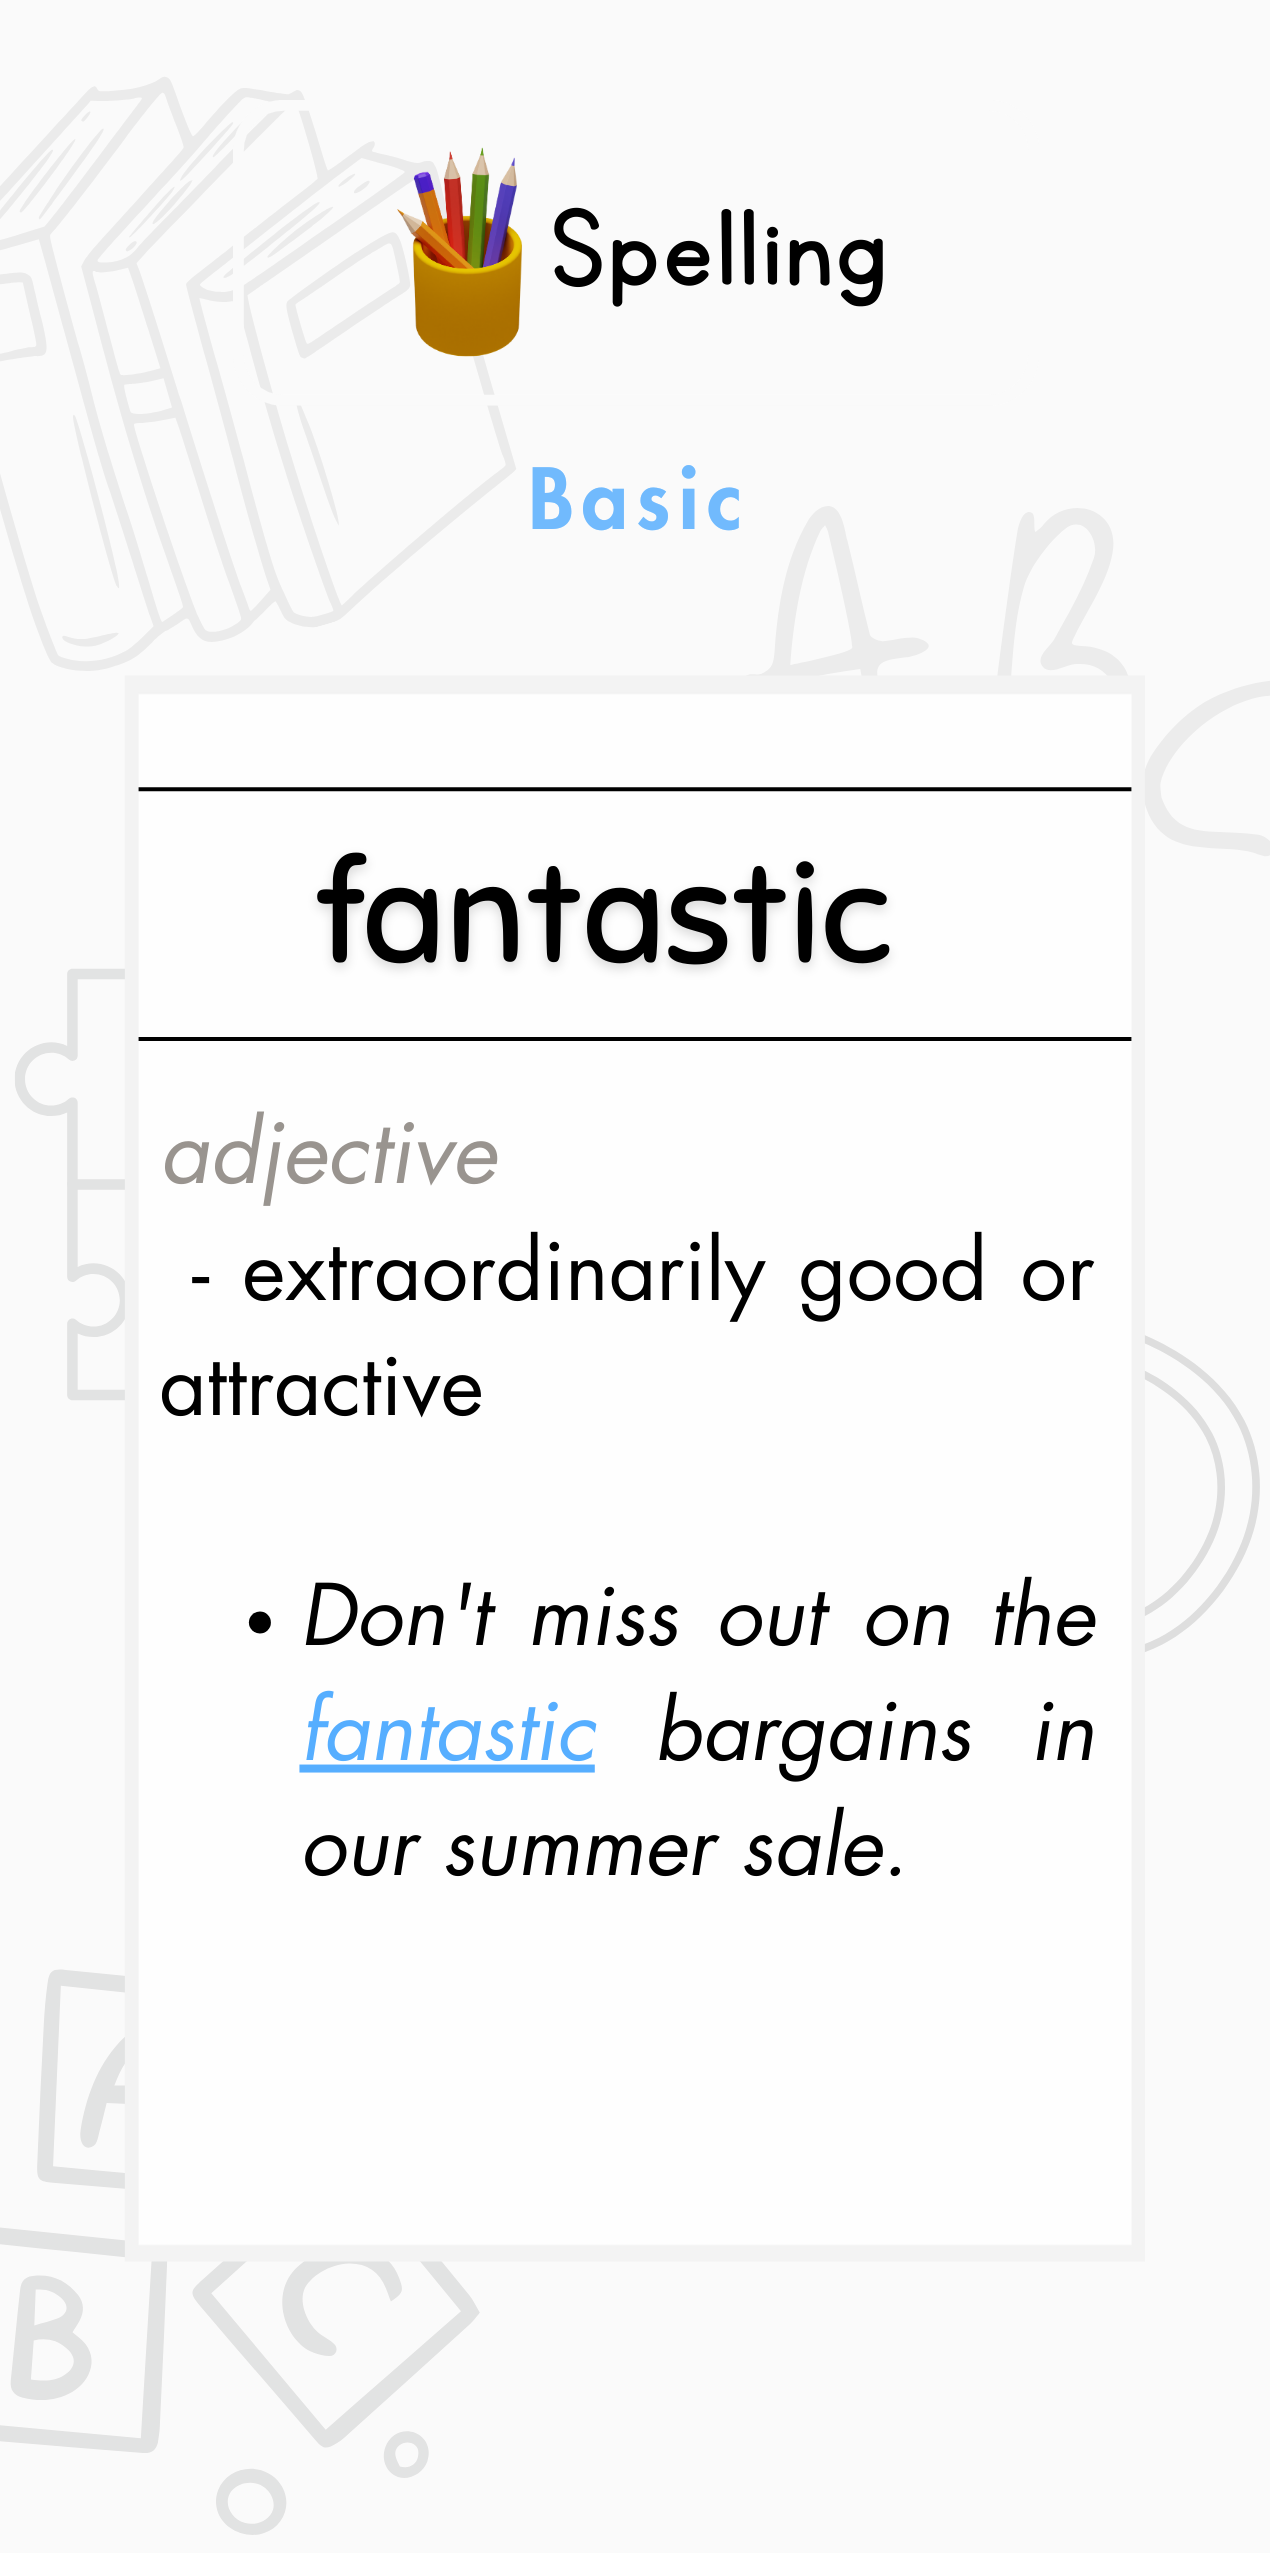 Spelling
Basic
A B
fantastic
adjective
- extraordinarily good or
attractive
• Don't miss out on the
fantastic bargains in
our summer sale.
A
B
C